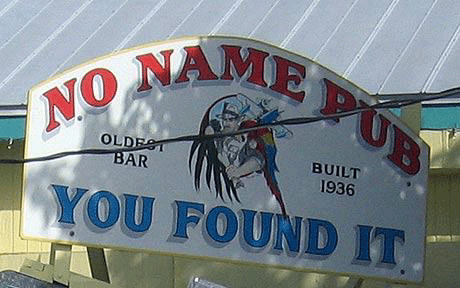 NO NAME PUB
OLDEST
BAR
BUILT
1936
YOU FOUND IT